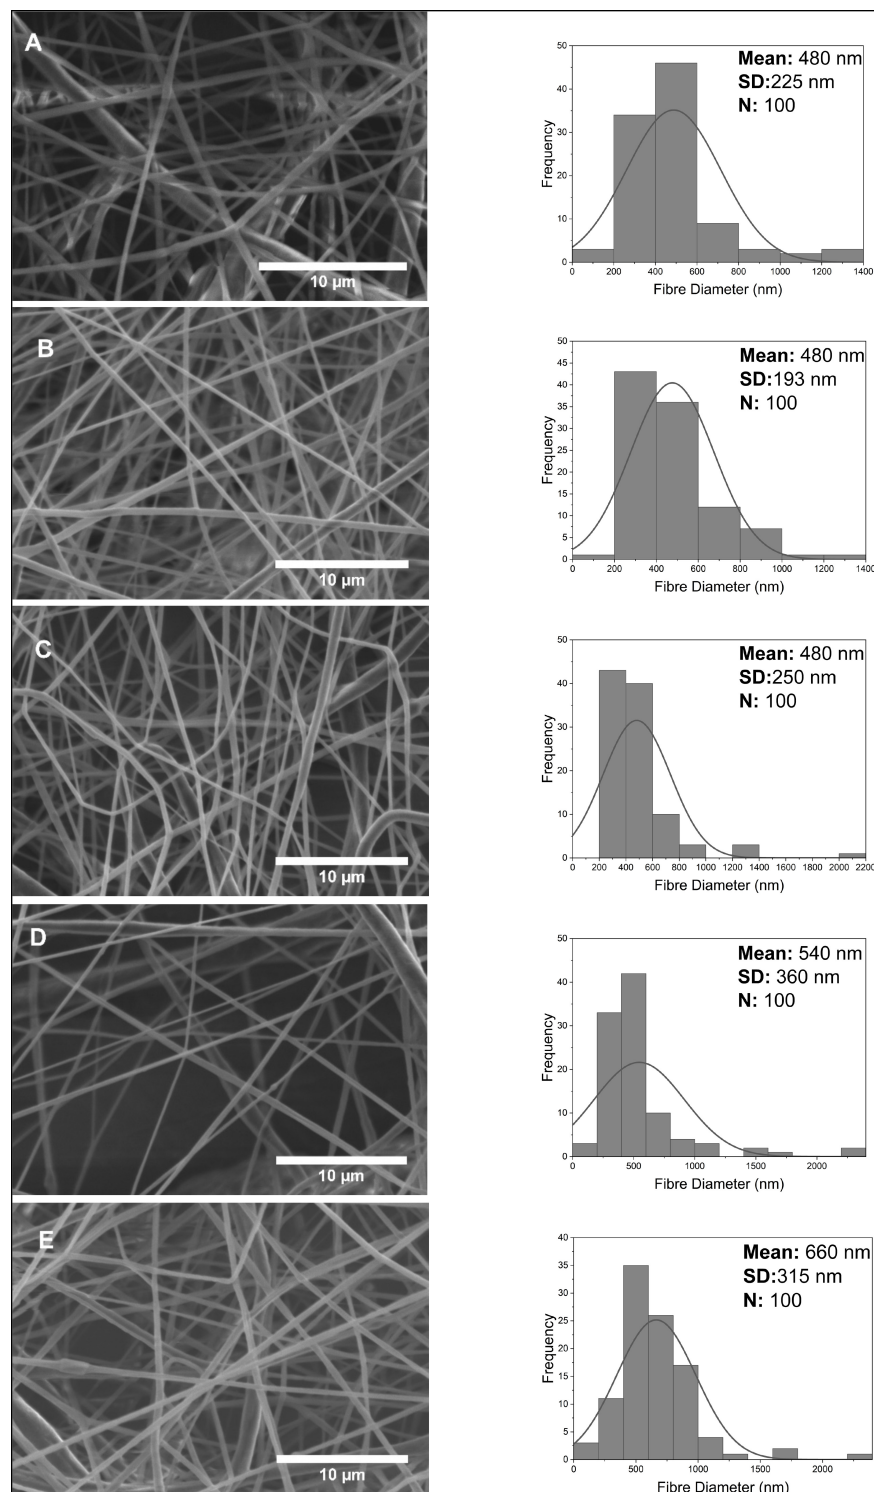 A
10 µm
Mean: 480 nm
SD:225 nm
N: 100
Frequency
50
40
30
20
10
0
0 200 400 600 800 1000 1200 1400
Fibre Diameter (nm)
B
10 µm
Mean: 480 nm
SD:193 nm
N: 100
Frequency
50
45
40
35
30
25
20
15
10
5
0
0 200 400 600 800 1000 1200 1400
Fibre Diameter (nm)
C
10 µm
Mean: 480 nm
SD:250 nm
N: 100
Frequency
50
40
30
20
10
0
0 200 400 600 800 1000 1200 1400 1600 1800 2000 2200
Fibre Diameter (nm)
D
10 µm
Mean: 540 nm
SD: 360 nm
N: 100
Frequency
50
40
30
20
10
0
0 500 1000 1500 2000
Fibre Diameter (nm)
E
10 µm
Mean: 660 nm
SD:315 nm
N: 100
Frequency
40
35
30
25
20
15
10
5
0
0 500 1000 1500 2000
Fibre Diameter (nm)